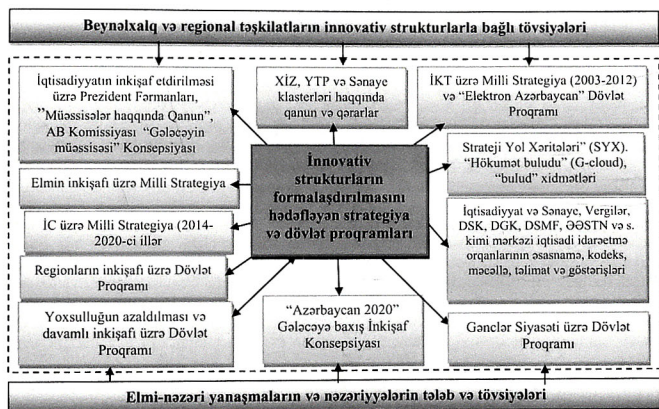 Beynəlxalq və regional təşkilatların innovativ strukturlarla bağlı tövsiyələri
İqtisadiyyatın inkişaf etdirilməsi
üzrə Prezident Fərmanları,
"Müəssisələr haqqında Qanun",
AB Komissiyası "Gələcəyin
müəssisəsi" Konsepsiyası
XİZ, YTP və Sənaye
klasterləri haqqında
qanun və qərarlar
İKT üzrə Milli Strategiya (2003-2012)
və "Elektron Azərbaycan" Dövlət
Proqramı
Elmin inkişafı üzrə Milli Strategiya
İC üzrə Milli Strategiya (2014-
2020-ci illər
Regionların inkişafı üzrə Dövlət
Proqramı
Yoxsulluğun azaldılması və
davamlı inkişafı üzrə Dövlət
Proqramı
İnnovativ
strukturların
formalaşdırılmasını
hədəfləyən strategiya
və dövlət proqramları
"Azərbaycan 2020"
Gələcəyə baxış İnkişaf
Konsepsiyası
Strateji Yol Xəritələri" (SYX).
"Hökumət buludu" (G-cloud),
"bulud" xidmətləri
İqtisadiyyat və Sənaye, Vergilər,
DSK, DGK, DSMF, ƏƏSTN və s.
kimi mərkəzi iqtisadi idarəetmə
orqanlarının əsasnamə, kodeks,
məcəllə, təlimat və göstərişləri
Gənclər Siyasəti üzrə Dövlət
Proqramı
Elmi-nəzəri yanaşmaların və nəzəriyyələrin tələb və tövsiyələri